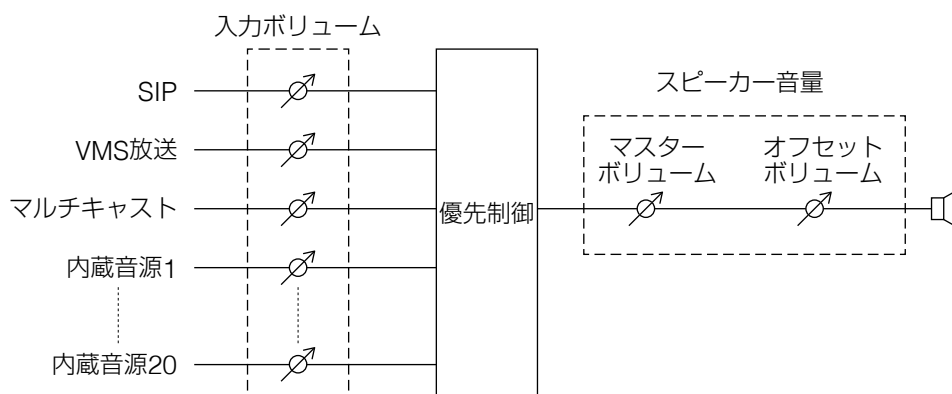 入力ボリューム
SIP
VMS放送
マルチキャスト
内蔵音源1
内蔵音源20
優先制御
スピーカー音量
マスター
ボリューム
オフセット
ボリューム